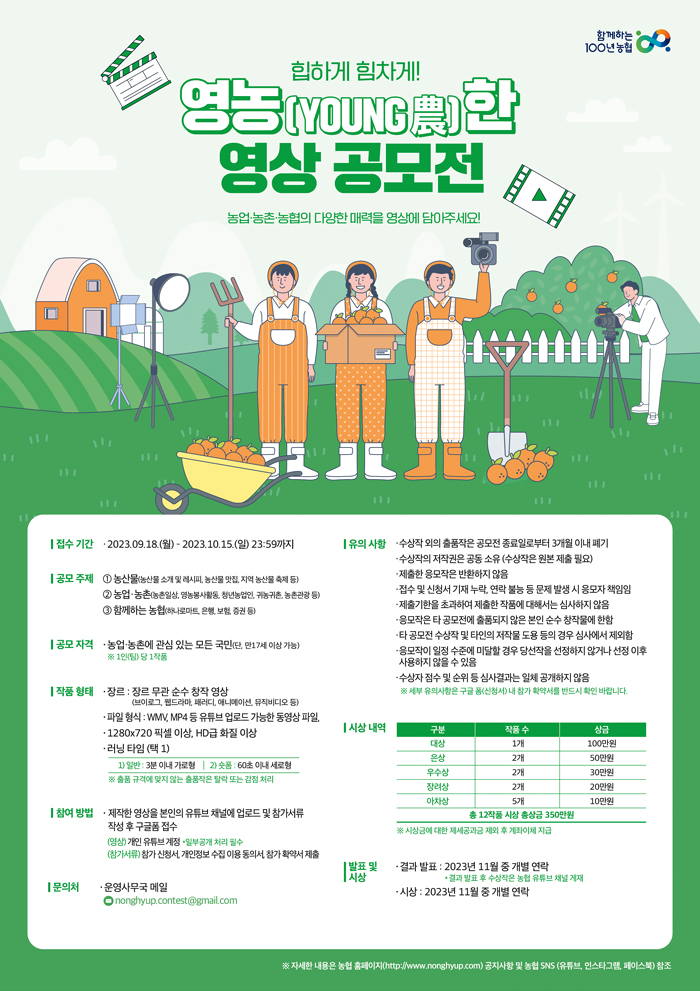 함께하는
100년 농협
힙하게 힘차게!
영농(YOUNG 農)한
영상 공모전
농업·농촌·농협의 다양한 매력을 영상에 담아주세요!
접수 기간
· 2023.09.18.(월) - 2023.10.15.(일) 23:59까지
공모 주제
① 농산물(농산물 소개 및 레시피, 농산물 맛집, 지역 농산물 축제 등)
② 농업 · 농촌(농촌일상, 영농봉사활동, 청년농업인, 귀농귀촌, 농촌관광 등)
③ 함께하는 농협(하나로마트, 은행, 보험, 증권 등)
공모 자격
· 농업·농촌에 관심 있는 모든 국민(단, 만17세 이상 가능)
※ 1인(팀) 당 1작품
작품 형태
· 장르 : 장르 무관 순수 창작 영상
(브이로그, 웹드라마, 패러디, 애니메이션, 뮤직비디오 등)
· 파일 형식 : WMV, MP4 등 유튜브 업로드 가능한 동영상 파일,
· 1280x720 픽셀 이상, HD급 화질 이상
· 러닝 타임 (택 1)
1) 일반 : 3분 이내 가로형 | 2) 숏폼 : 60초 이내 세로형
※ 출품 규격에 맞지 않는 출품작은 탈락 또는 감점 처리
참여 방법
· 제작한 영상을 본인의 유튜브 채널에 업로드 및 참가서류
작성 후 구글폼 접수
(영상) 개인 유튜브 계정 *일부공개 처리 필수
(참가서류) 참가 신청서, 개인정보 수집 이용 동의서, 참가 확약서 제출
문의처
· 운영사무국 메일
nonghyup.contest@gmail.com
유의 사항
· 수상작 외의 출품작은 공모전 종료일로부터 3개월 이내 폐기
· 수상작의 저작권은 공동 소유 (수상작은 원본 제출 필요)
· 제출한 응모작은 반환하지 않음
· 접수 및 신청서 기재 누락, 연락 불능 등 문제 발생 시 응모자 책임임
· 제출기한을 초과하여 제출한 작품에 대해서는 심사하지 않음
· 응모작은 타 공모전에 출품되지 않은 본인 순수 창작물에 한함
· 타 공모전 수상작 및 타인의 저작물 도용 등의 경우 심사에서 제외함
· 응모작이 일정 수준에 미달할 경우 당선작을 선정하지 않거나 선정 이후
사용하지 않을 수 있음
· 수상자 점수 및 순위 등 심사결과는 일체 공개하지 않음
※ 세부 유의사항은 구글 폼(신청서) 내 참가 확약서를 반드시 확인 바랍니다.
시상 내역
구분 작품 수 상금
대상 1개 100만원
은상 2개 50만원
우수상 2개 30만원
장려상 2개 20만원
아차상 5개 10만원
총 12작품 시상 총상금 350만원
※ 시상금에 대한 제세공과금 제외 후 계좌이체 지급
발표 및
시상
· 결과 발표 : 2023년 11월 중 개별 연락
*결과 발표 후 수상작은 농협 유튜브 채널 게재
· 시상 : 2023년 11월 중 개별 연락
※ 자세한 내용은 농협 홈페이지(http://www.nonghyup.com) 공지사항 및 농협 SNS (유튜브, 인스타그램, 페이스북) 참조